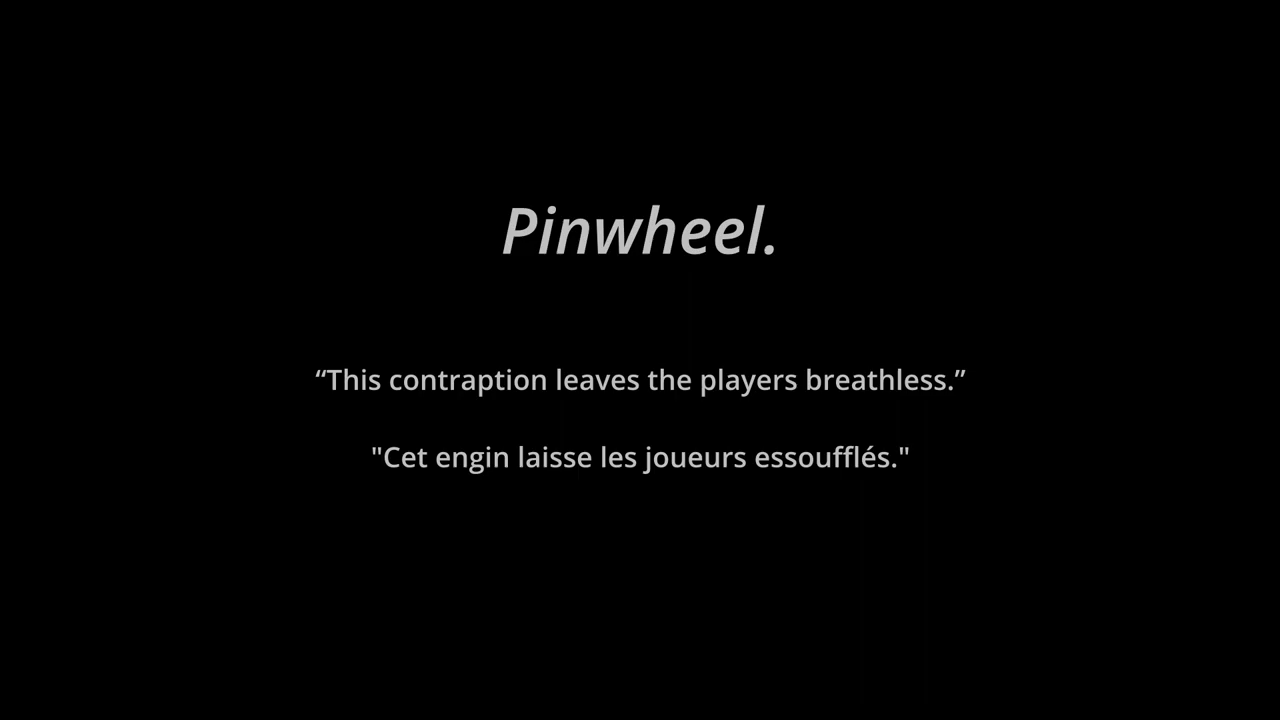 Pinwheel.
“This contraption leaves the players breathless.”
"Cet engin laisse les joueurs essoufflés."